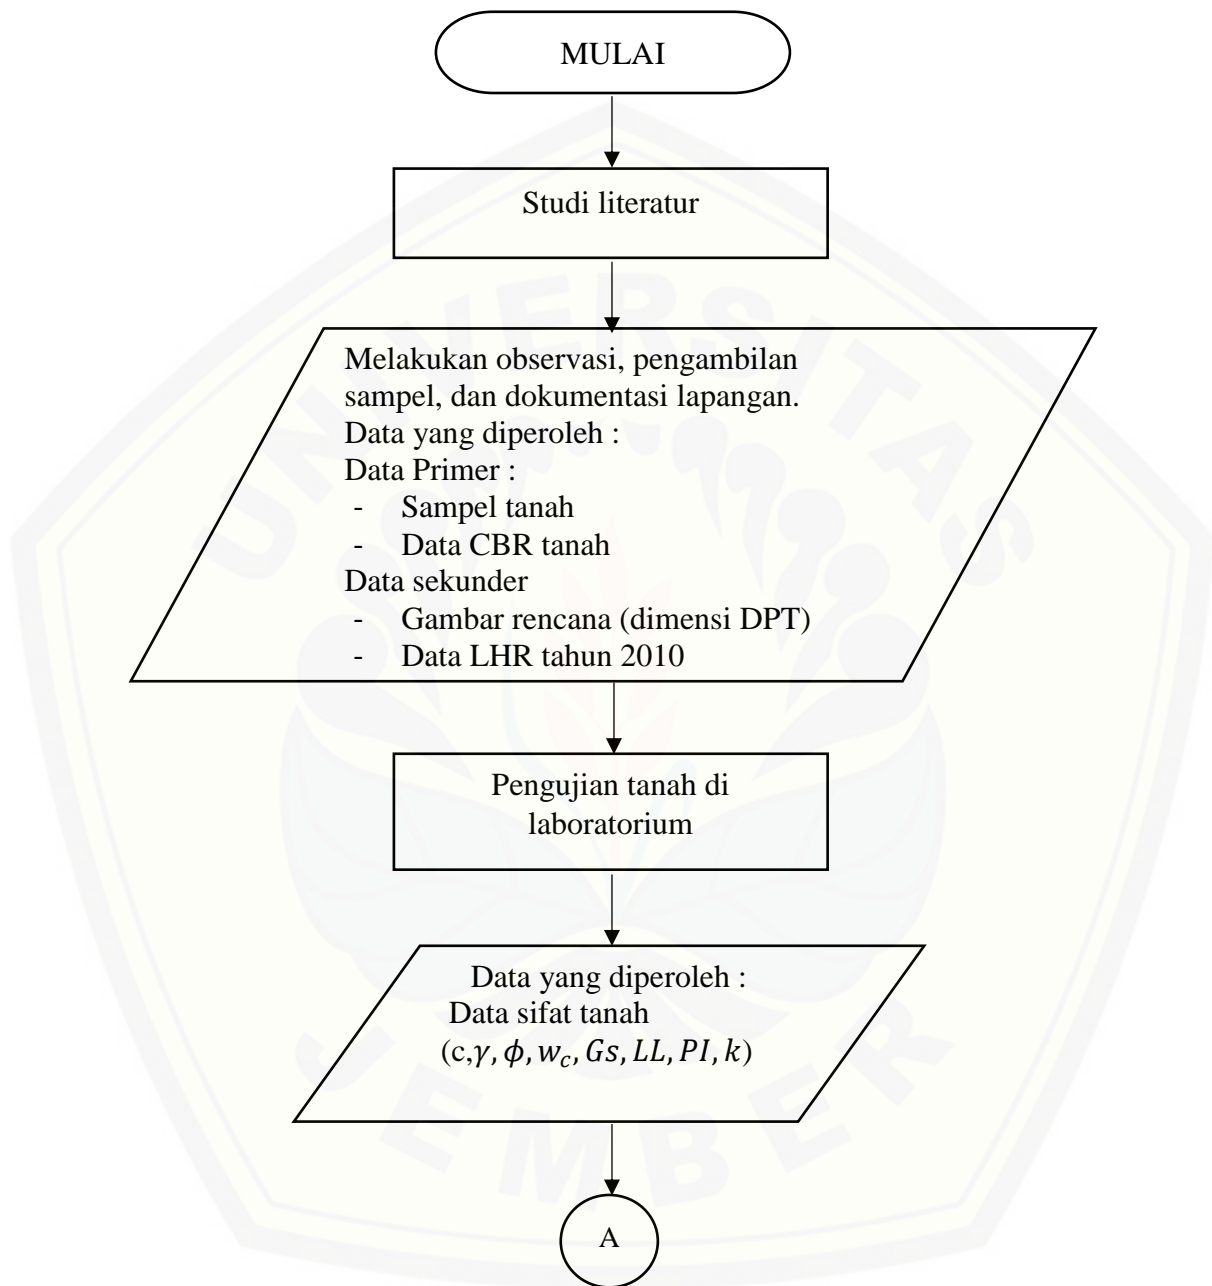 MULAI
Studi literatur
Melakukan observasi, pengambilan
sampel, dan dokumentasi lapangan.
Data yang diperoleh :
Data Primer :
- Sampel tanah
- Data CBR tanah
Data sekunder
- Gambar rencana (dimensi DPT)
- Data LHR tahun 2010
Pengujian tanah di
laboratorium
Data yang diperoleh :
Data sifat tanah
(c,γ, ϕ, w_c, Gs, LL, PI, k)
A
UNIVERSITAS
JEMBER